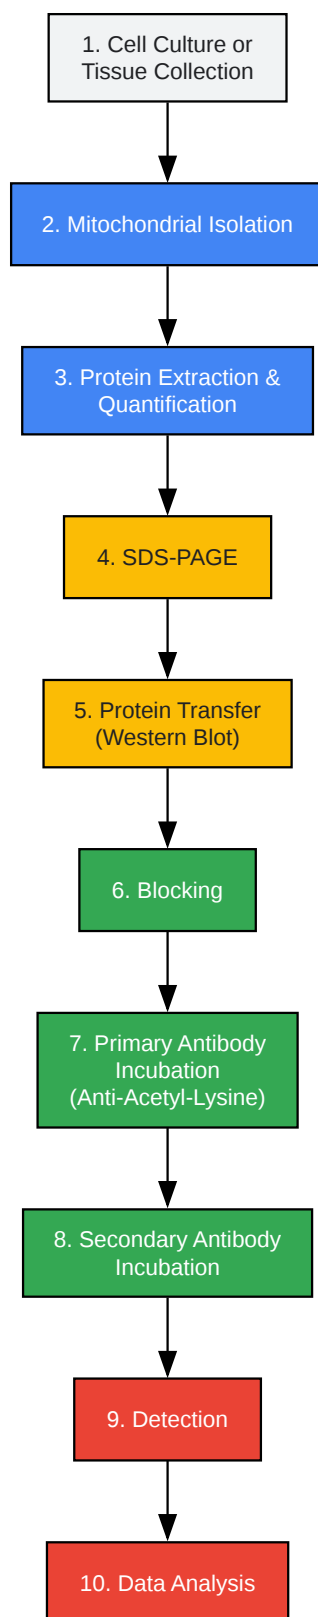 1. Cell Culture or
Tissue Collection
2. Mitochondrial Isolation
3. Protein Extraction &
Quantification
4. SDS-PAGE
5. Protein Transfer
(Western Blot)
6. Blocking
7. Primary Antibody
Incubation
(Anti-Acetyl-Lysine)
8. Secondary Antibody
Incubation
9. Detection
10. Data Analysis